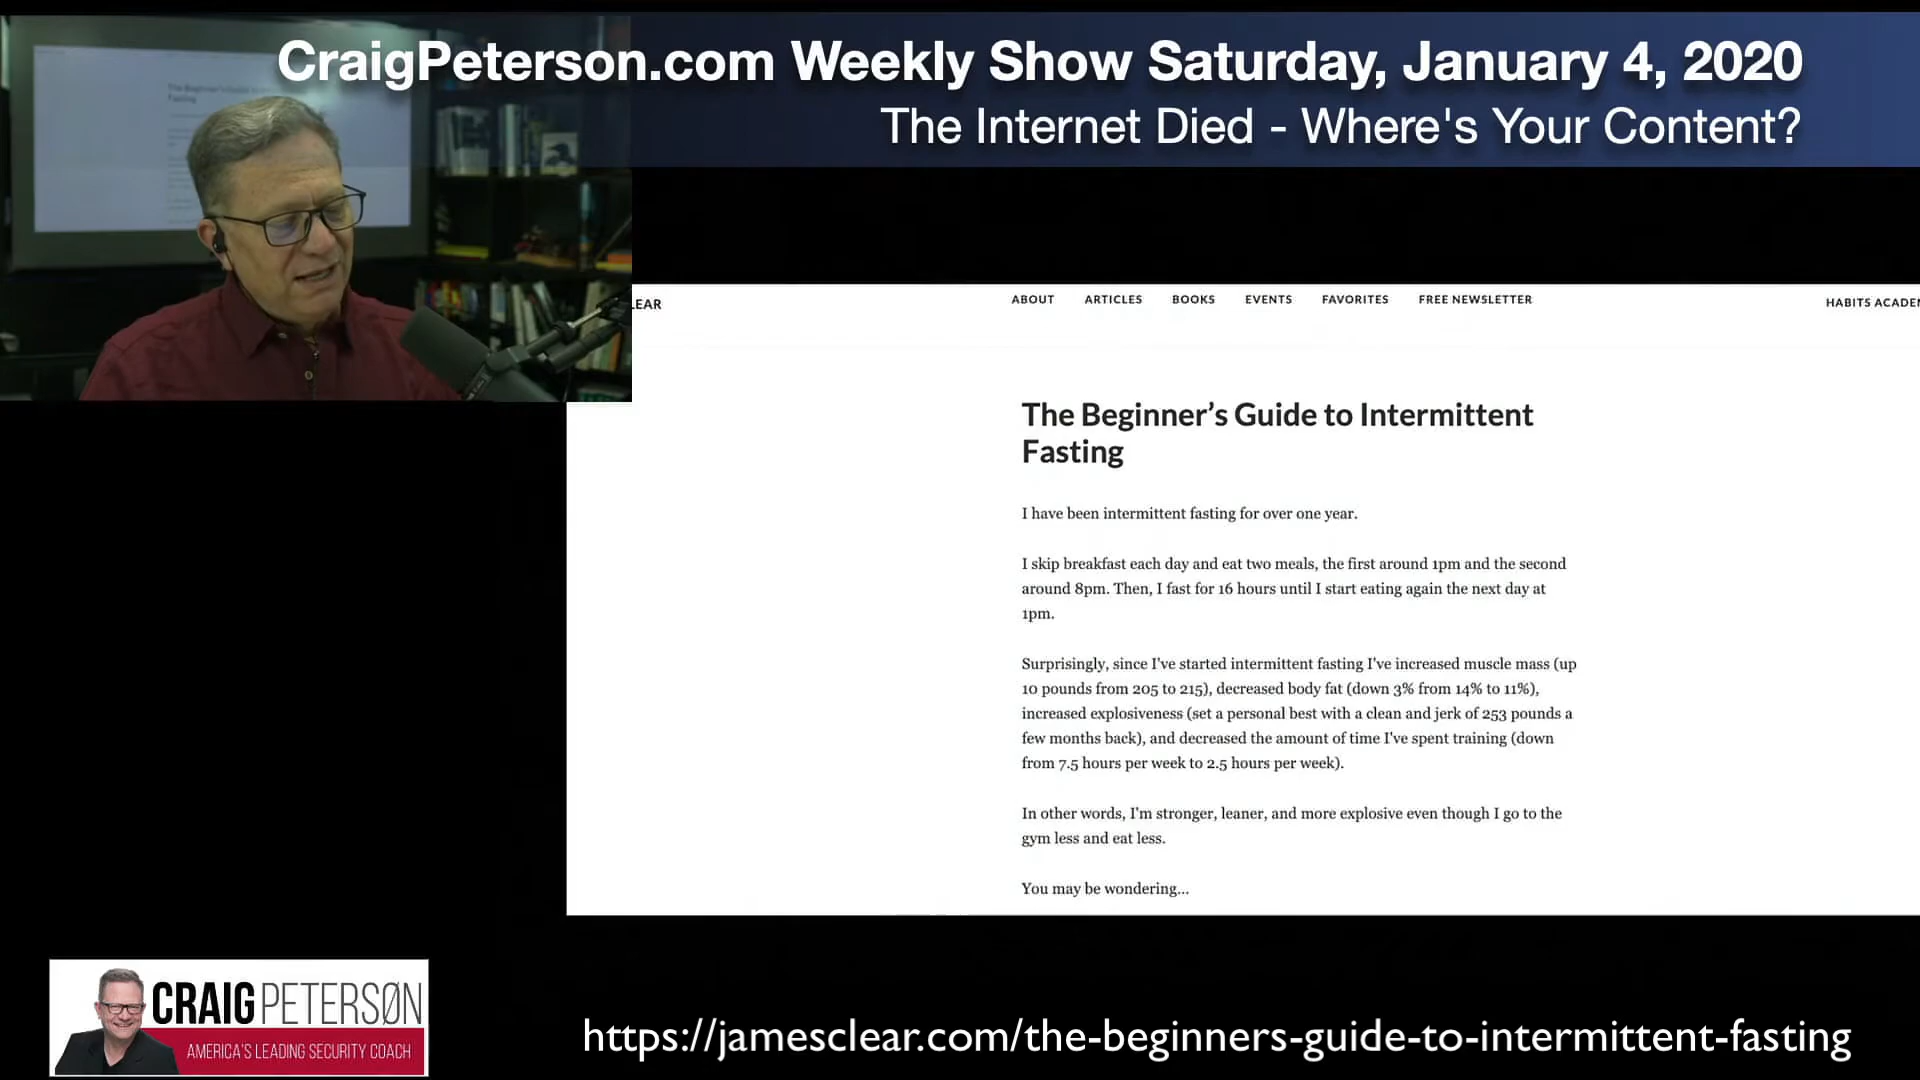 CraigPeterson.com Weekly Show Saturday, January 4, 2020
The Internet Died - Where's Your Content?
LEAR
ABOUT ARTICLES BOOKS EVENTS FAVORITES FREE NEWSLETTER
HABITS ACADEM
The Beginner’s Guide to Intermittent
Fasting
I have been intermittent fasting for over one year.
I skip breakfast each day and eat two meals, the first around 1pm and the second
around 8pm. Then, I fast for 16 hours until I start eating again the next day at
1pm.
Surprisingly, since I've started intermittent fasting I've increased muscle mass (up
10 pounds from 205 to 215), decreased body fat (down 3% from 14% to 11%),
increased explosiveness (set a personal best with a clean and jerk of 253 pounds a
few months back), and decreased the amount of time I've spent training (down
from 7.5 hours per week to 2.5 hours per week).
In other words, I'm stronger, leaner, and more explosive even though I go to the
gym less and eat less.
You may be wondering...
CRAIG PETERSØN
AMERICA'S LEADING SECURITY COACH
https://jamesclear.com/the-beginners-guide-to-intermittent-fasting